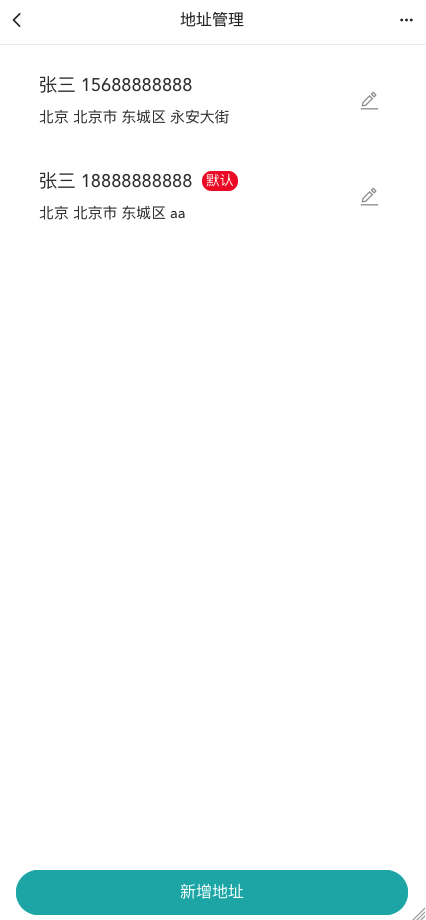 地址管理
张三 15688888888
北京 北京市 东城区 永安大街
张三 18888888888 默认
北京 北京市 东城区 aa
新增地址